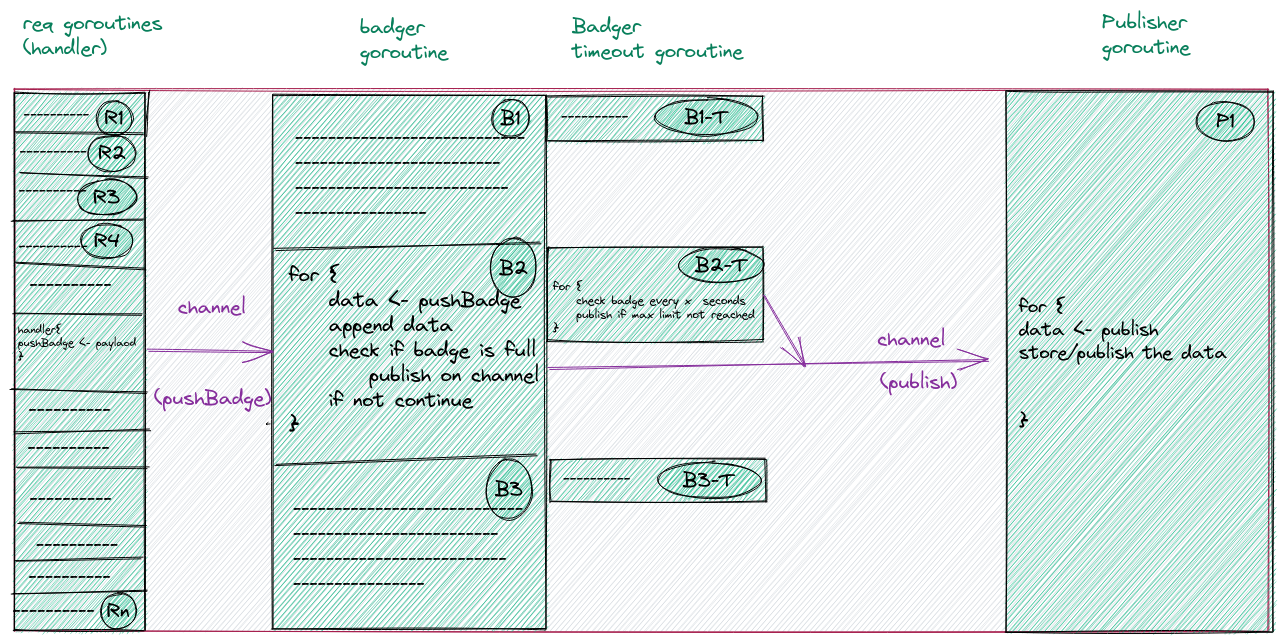 req goroutines
(handler)
badger
goroutine
Badger
timeout goroutine
Publisher
goroutine
R1
R2
R3
R4
handler{
pushBadge <- paylaod
}
Rn
channel
(pushBadge)
B1
B2
for {
data <- pushBadge
append data
check if badge is full
publish on channel
if not continue
}
B3
B1-T
B2-T
for {
check badge every x seconds
publish if max limit not reached
}
B3-T
channel
(publish)
P1
for {
data <- publish
store/publish the data
}